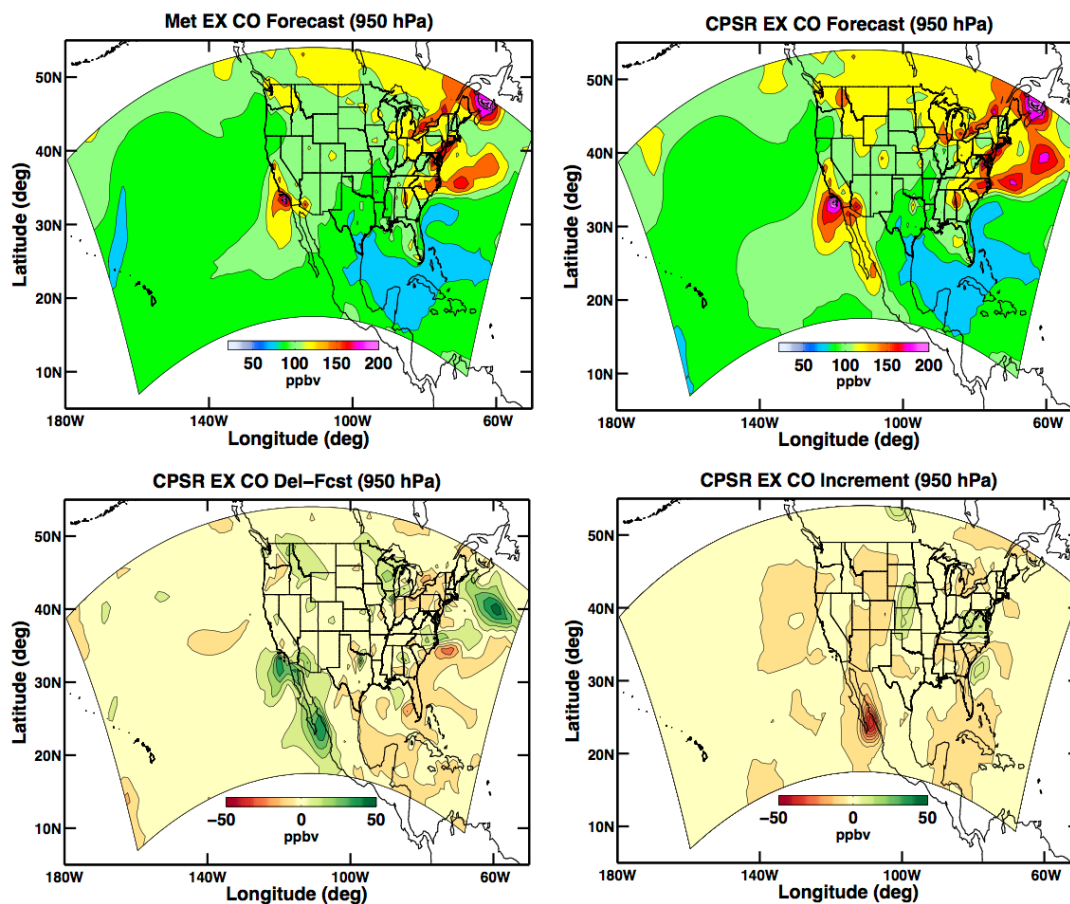 Met EX CO Forecast (950 hPa)
50N
40N
30N
20N
10N
Latitude (deg)
50 100 150 200
ppbv
180W 140W 100W 60W
Longitude (deg)
CPSR EX CO Forecast (950 hPa)
50N
40N
30N
20N
10N
Latitude (deg)
50 100 150 200
ppbv
180W 140W 100W 60W
Longitude (deg)
CPSR EX CO Del–Fcst (950 hPa)
50N
40N
30N
20N
10N
Latitude (deg)
–50 50
ppbv
180W 140W 100W 60W
Longitude (deg)
CPSR EX CO Increment (950 hPa)
50N
40N
30N
20N
10N
Latitude (deg)
–50 50
ppbv
180W 140W 100W 60W
Longitude (deg)